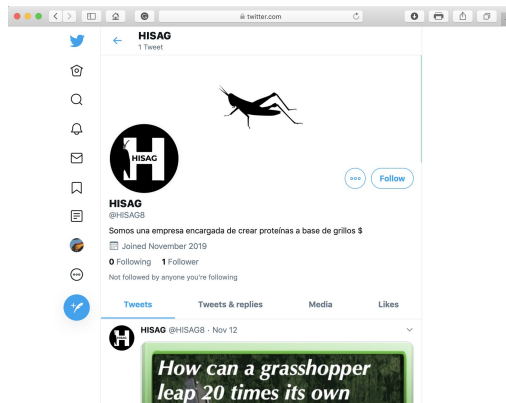 twitter.com
HISAG
1 Tweet
HISAG
Follow
HISAG
@HISAG8
Somos una empresa encargada de crear proteínas a base de grillos $
Joined November 2019
0 Following 1 Follower
Not followed by anyone you're following
Tweets Tweets & replies Media Likes
HISAG @HISAG8 · Nov 12
How can a grasshopper
leap 20 times its own